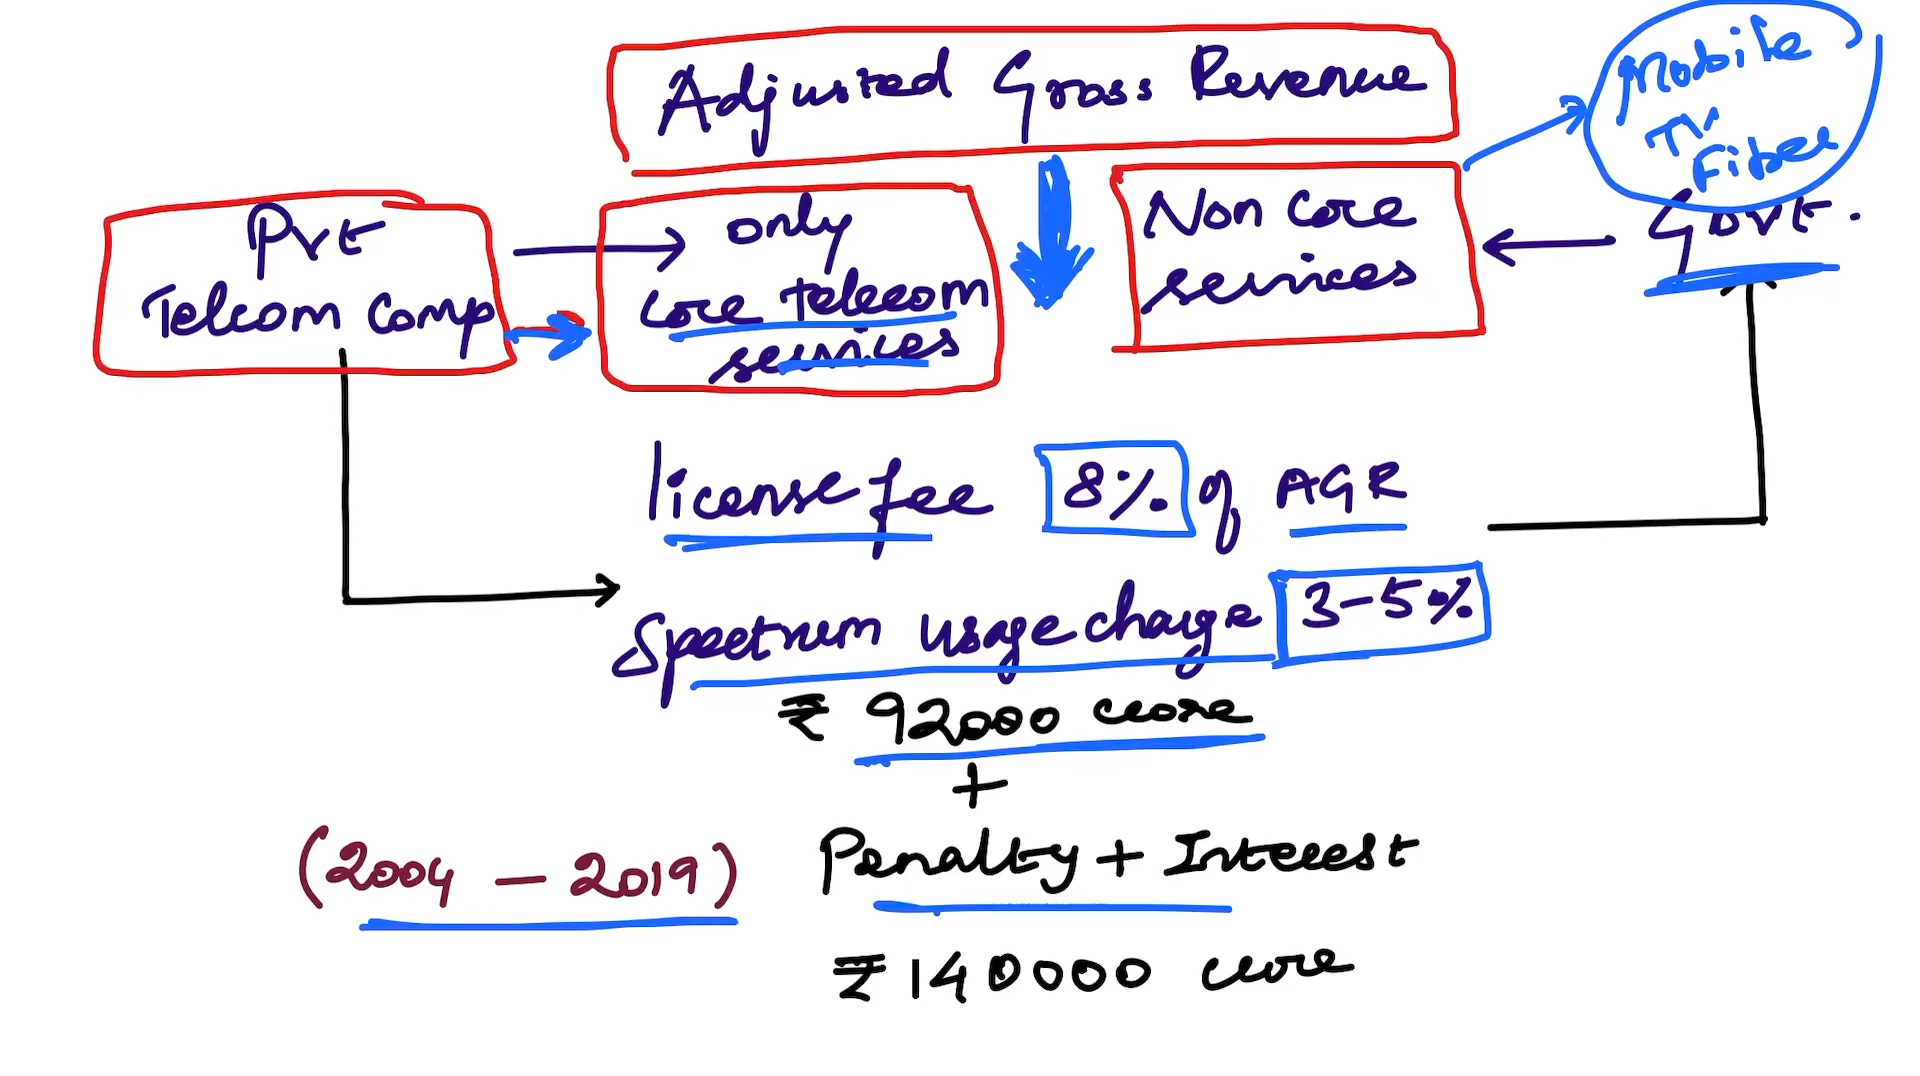 Adjusted Gross Revenue
Mobile
TV
Fibre
Pvt
Telcom Comp
only
core telecom
services
Non Core
services
Govt.
license fee 8% of AGR
Spectrum usage charge 3-5%
₹ 92000 crore
+
Penalty + Interest
(2004 - 2019)
₹ 140000 crore